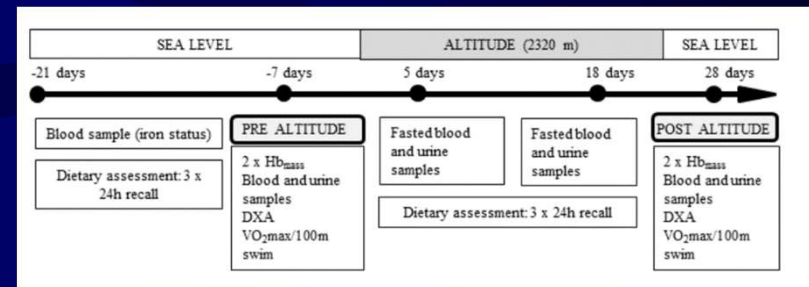 SEA LEVEL ALTITUDE (2320 m) SEA LEVEL
-21 days -7 days 5 days 18 days 28 days
Blood sample (iron status)
Dietary assessment: 3 x
24h recall
PRE ALTITUDE
2 x Hbmass
Blood and urine
samples
DXA
VO2max/100m
swim
Fasted blood
and urine
samples
Fasted blood
and urine
samples
Dietary assessment: 3 x 24h recall
POST ALTITUDE
2 x Hbmass
Blood and urine
samples
DXA
VO2max/100m
swim